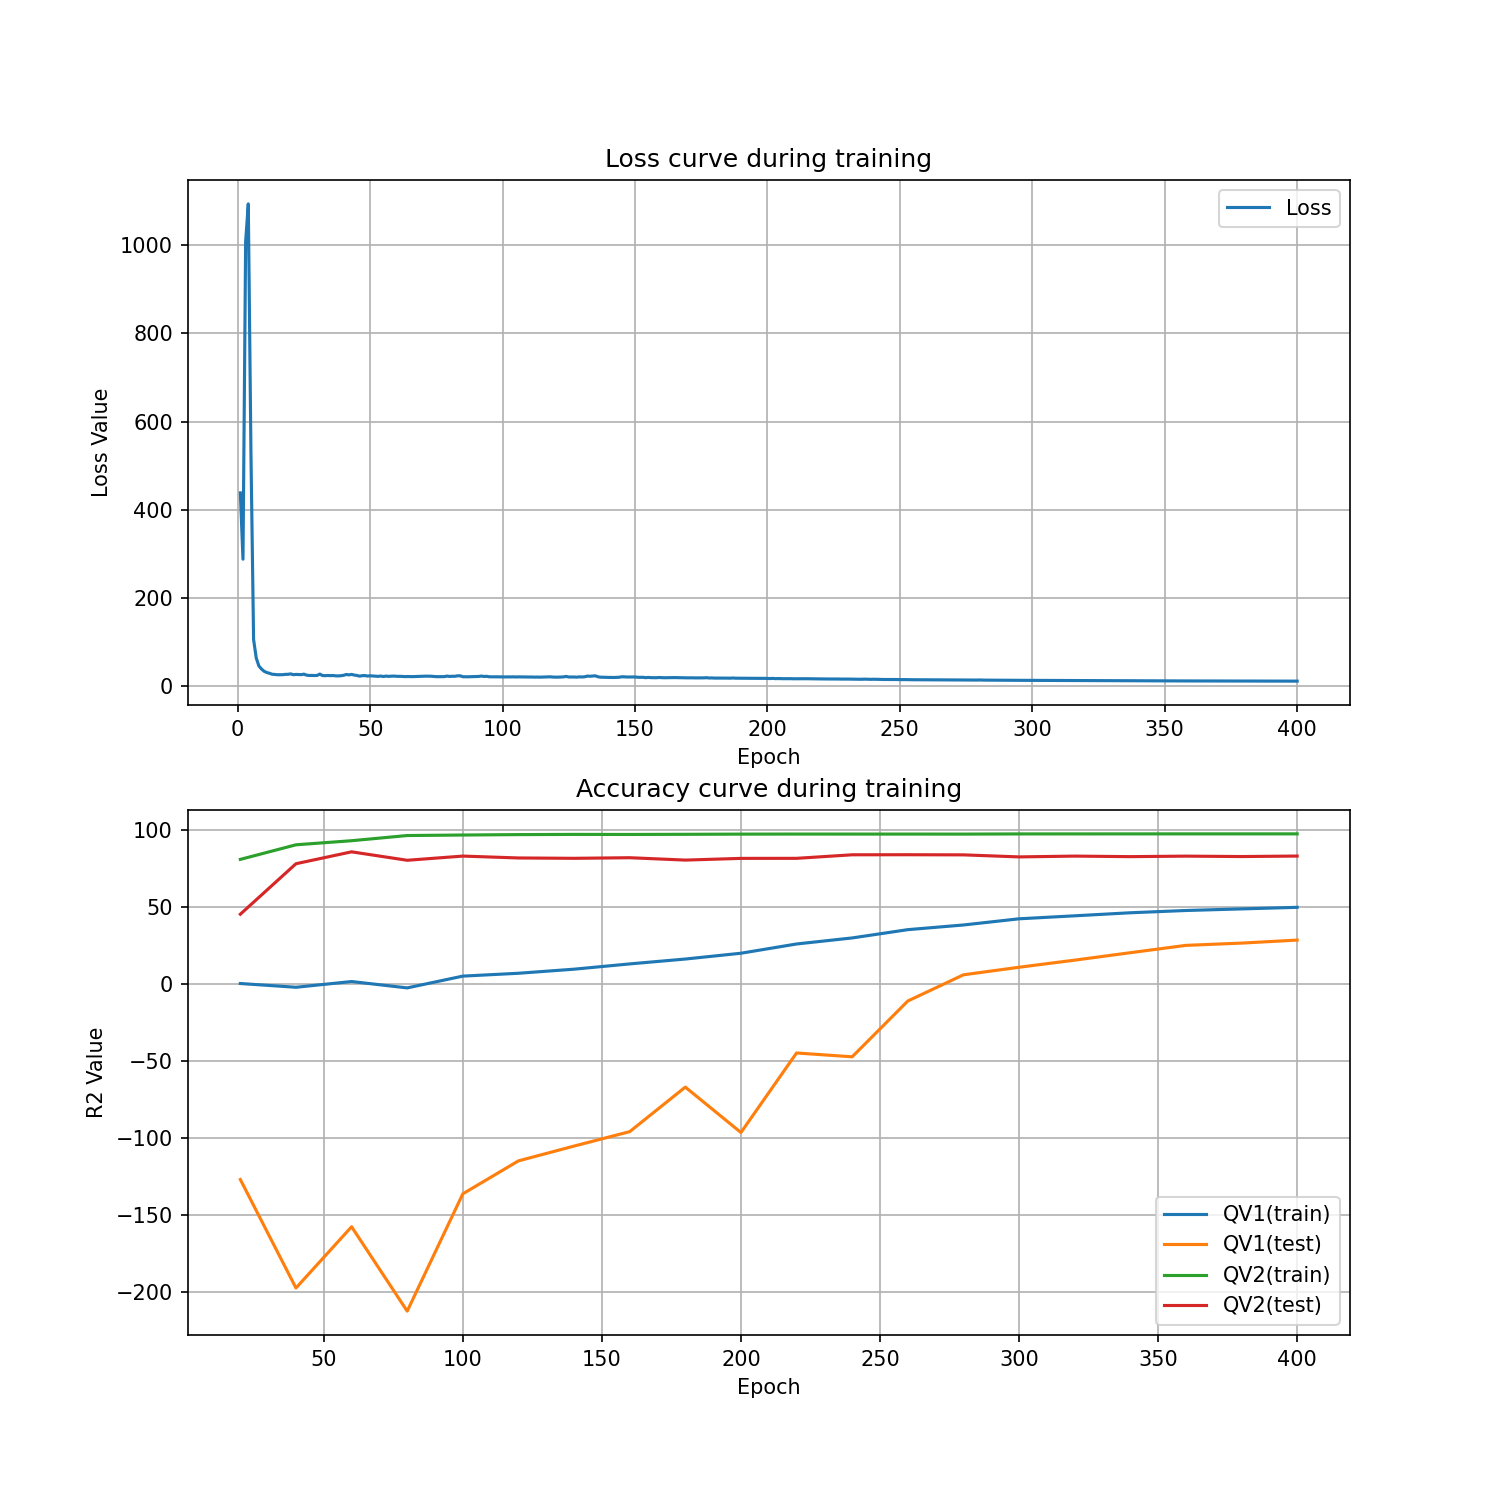 Loss curve during training
Loss
1000
800
600
400
200
0
Loss Value
0 50 100 150 200 250 300 350 400
Epoch
Accuracy curve during training
100
50
0
−50
−100
−150
−200
R2 Value
QV1(train)
QV1(test)
QV2(train)
QV2(test)
50 100 150 200 250 300 350 400
Epoch